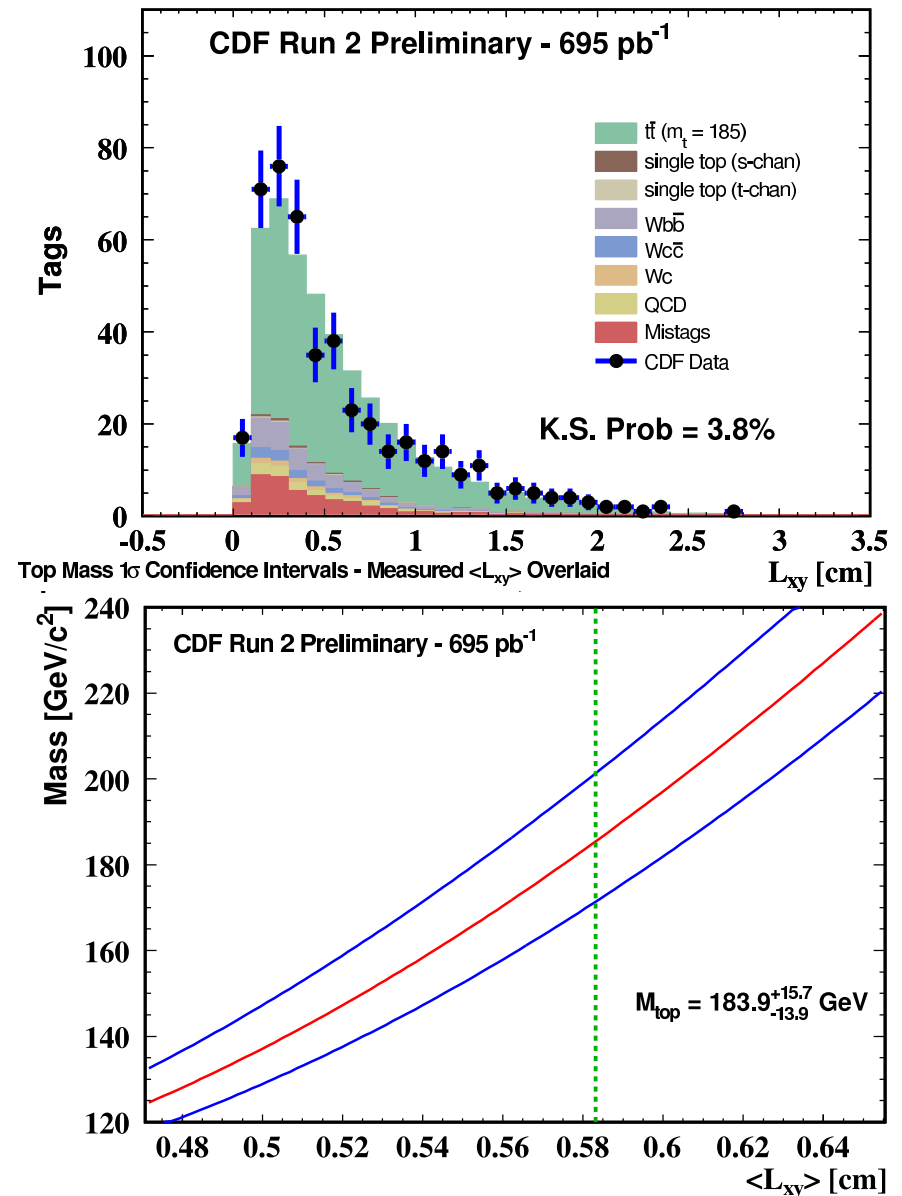 CDF Run 2 Preliminary - 695 pb⁻¹
100
80
60
40
20
0
Tags
tt̄ (m_t = 185)
single top (s-chan)
single top (t-chan)
Wbb̄
Wcc̄
Wc
QCD
Mistags
CDF Data
K.S. Prob = 3.8%
-0.5 0 0.5 1 1.5 2 2.5 3 3.5
L_xy [cm]
Top Mass 1σ Confidence Intervals - Measured <L_xy> Overlaid
CDF Run 2 Preliminary - 695 pb⁻¹
240
220
200
180
160
140
120
Mass [GeV/c²]
M_top = 183.9 +15.7 -13.9 GeV
0.48 0.5 0.52 0.54 0.56 0.58 0.6 0.62 0.64
<L_xy> [cm]